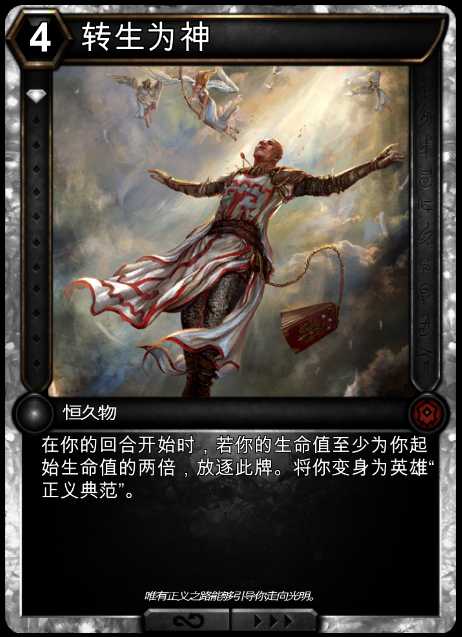 4
转生为神
恒久物
在你的回合开始时，若你的生命值至少为你起
始生命值的两倍，放逐此牌。将你变身为英雄“
正义典范”。
唯有正义之路能够引导你走向光明。